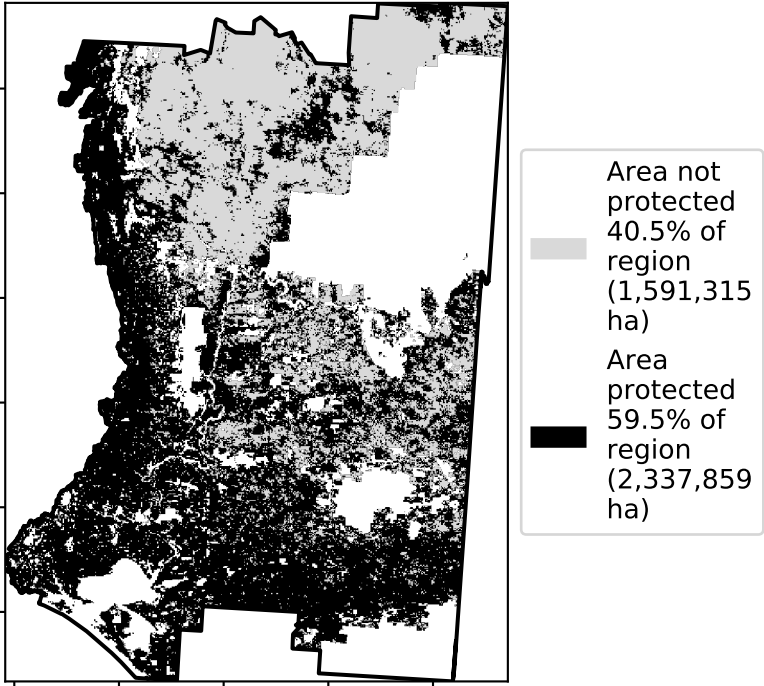 Area not
protected
40.5% of
region
(1,591,315
ha)
Area
protected
59.5% of
region
(2,337,859
ha)